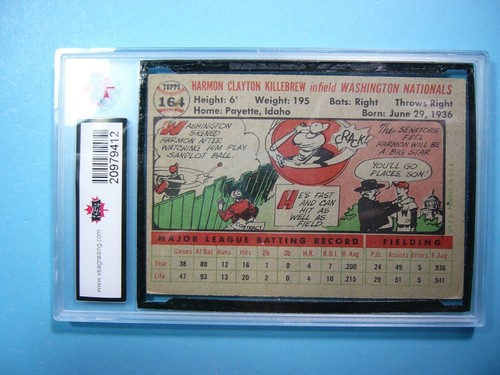 TOPPS
164
HARMON CLAYTON KILLEBREW infield WASHINGTON NATIONALS
Height: 6' Weight: 195 Bats: Right Throws Right
Home: Payette, Idaho Born: June 29, 1936
WASHINGTON
SIGNED
HARMON AFTER
WATCHING HIM PLAY
SANDLOT BALL.
CONTRACT
CRACK!
HE'S FAST
AND CAN
HIT AS
WELL AS
FIELD.
THE SENATORS
FEEL
HARMON WILL BE
A BIG STAR.
YOU'LL GO
PLACES, SON!
MAJOR LEAGUE BATTING RECORD FIELDING
Games At Bat Runs Hits 2b 3b H.R. R.B.I. B.Avg P.O. Assists Errors F.Avg
Year 38 80 12 16 1 0 4 7 .200 24 49 5 .936
Life 47 93 13 20 2 0 4 10 .215 29 51 5 .941
20979412
www.ksagrading.com
KSA